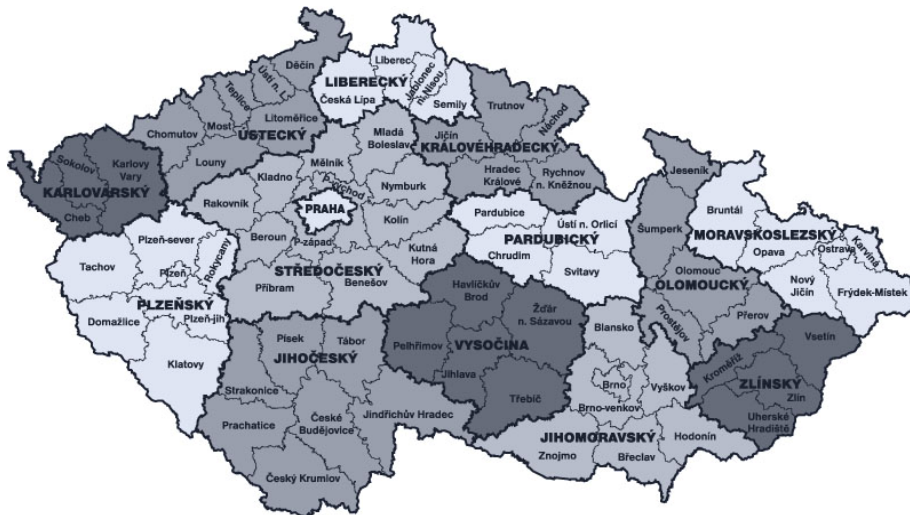 Děčín
Ústí n. L.
Teplice
Most
Chomutov
Litoměřice
ÚSTECKÝ
Louny
Liberec
LIBERECKÝ
Jablonec
n. Nisou
Česká Lípa
Semily
Trutnov
Náchod
Jičín
KRÁLOVÉHRADECKÝ
Hradec
Králové
Rychnov
n. Kněžnou
Sokolov
Karlovy
Vary
KARLOVARSKÝ
Cheb
Mladá
Boleslav
Mělník
Kladno
P-východ
Nymburk
Rakovník
PRAHA
Kolín
Beroun
P-západ
Kutná
Hora
STŘEDOČESKÝ
Příbram
Benešov
Plzeň-sever
Rokycany
Tachov
Plzeň
PLZEŇSKÝ
Domažlice
Plzeň-jih
Klatovy
Pardubice
Ústí n. Orlicí
PARDUBICKÝ
Chrudim
Svitavy
Jeseník
Šumperk
Olomouc
OLOMOUCKÝ
Prostějov
Přerov
Bruntál
MORAVSKOSLEZSKÝ
Opava
Ostrava
Karviná
Nový
Jičín
Frýdek-Místek
Havlíčkův
Brod
Žďár
n. Sázavou
Pelhřimov
VYSOČINA
Jihlava
Třebíč
Písek
Tábor
JIHOČESKÝ
Strakonice
Prachatice
České
Budějovice
Jindřichův Hradec
Český Krumlov
Blansko
Brno
Vyškov
Brno-venkov
JIHOMORAVSKÝ
Hodonín
Znojmo
Břeclav
Vsetín
Kroměříž
ZLÍNSKÝ
Zlín
Uherské
Hradiště